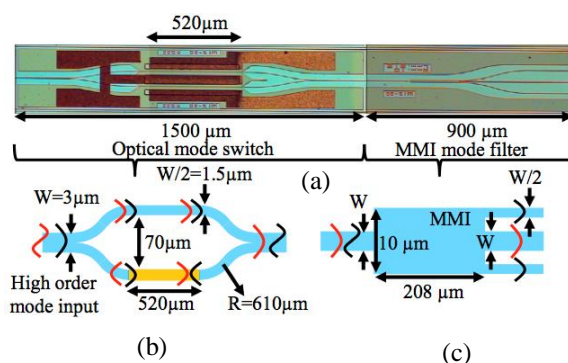 520µm
1500 µm
900 µm
Optical mode switch
MMI mode filter
(a)
W=3µm
W/2=1.5µm
70µm
High order
mode input
520µm
R=610µm
(b)
W/2
W
MMI
10 µm
W
208 µm
(c)